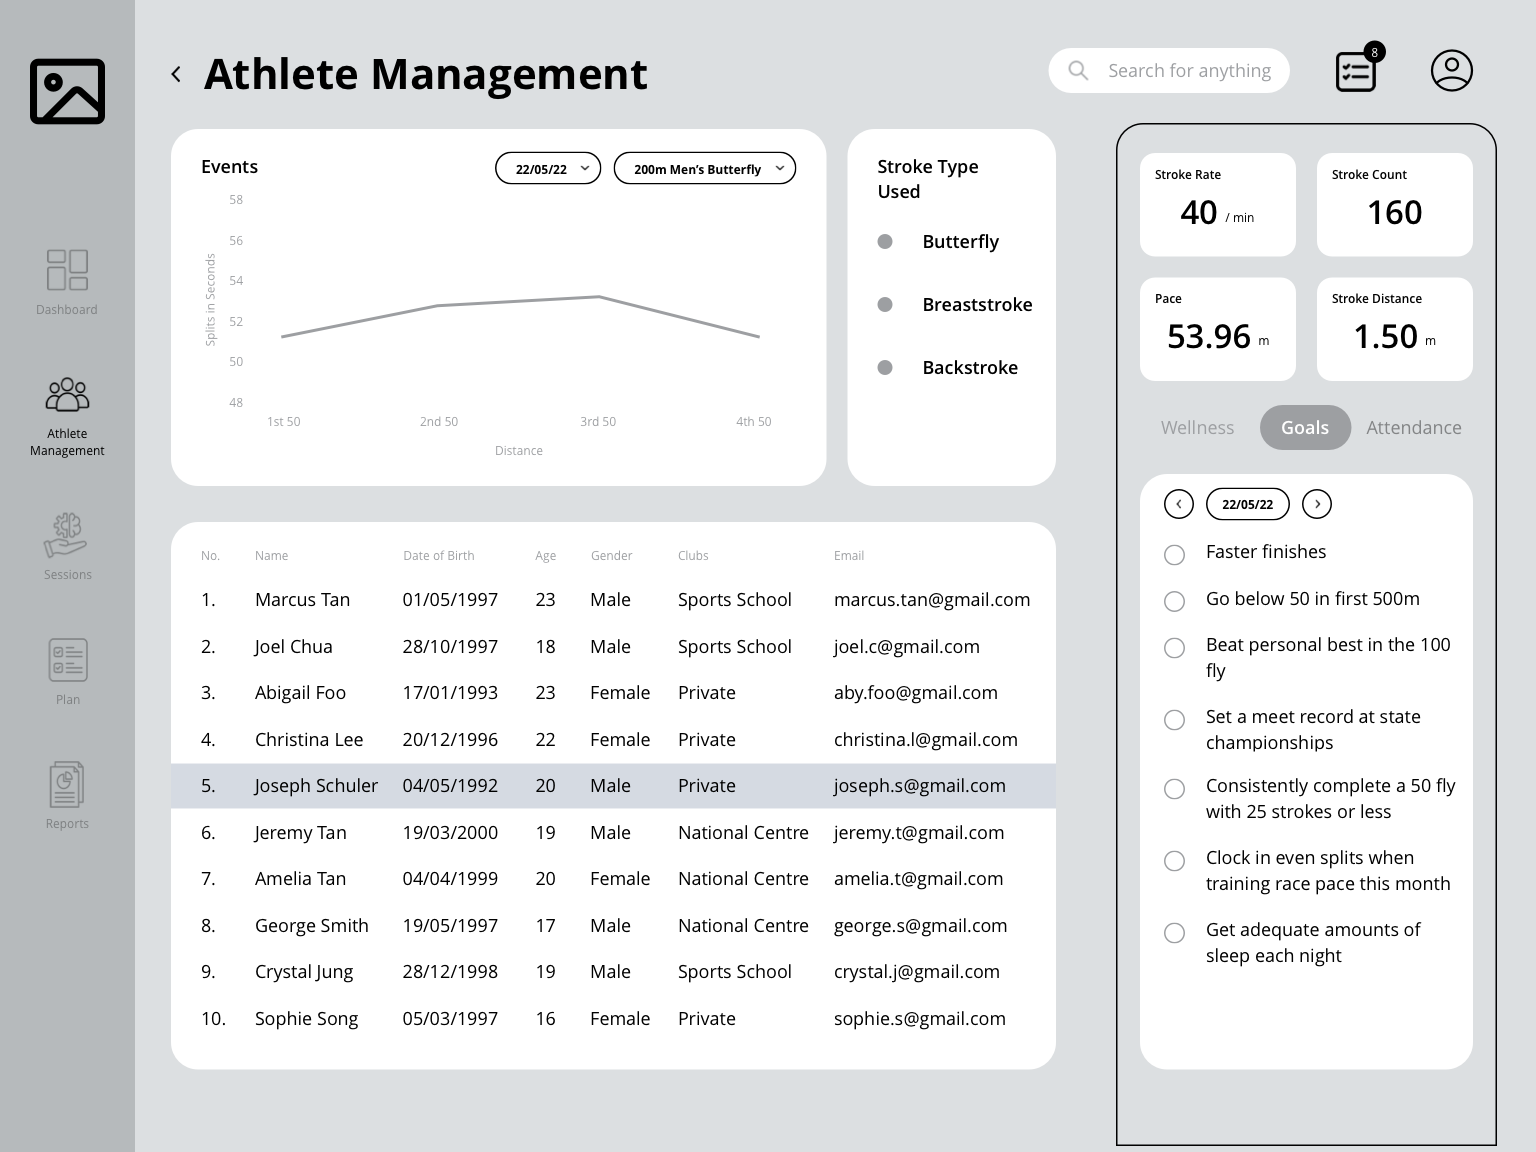 Athlete Management
Search for anything
8
Dashboard
Athlete
Management
Sessions
Plan
Reports
Events
22/05/22
200m Men’s Butterfly
58
56
54
52
50
48
Splits in Seconds
1st 50
2nd 50
3rd 50
4th 50
Distance
Stroke Type
Used
Butterfly
Breaststroke
Backstroke
No. Name Date of Birth Age Gender Clubs Email
1. Marcus Tan 01/05/1997 23 Male Sports School marcus.tan@gmail.com
2. Joel Chua 28/10/1997 18 Male Sports School joel.c@gmail.com
3. Abigail Foo 17/01/1993 23 Female Private aby.foo@gmail.com
4. Christina Lee 20/12/1996 22 Female Private christina.l@gmail.com
5. Joseph Schuler 04/05/1992 20 Male Private joseph.s@gmail.com
6. Jeremy Tan 19/03/2000 19 Male National Centre jeremy.t@gmail.com
7. Amelia Tan 04/04/1999 20 Female National Centre amelia.t@gmail.com
8. George Smith 19/05/1997 17 Male National Centre george.s@gmail.com
9. Crystal Jung 28/12/1998 19 Male Sports School crystal.j@gmail.com
10. Sophie Song 05/03/1997 16 Female Private sophie.s@gmail.com
Stroke Rate
40 / min
Stroke Count
160
Pace
53.96 m
Stroke Distance
1.50 m
Wellness
Goals
Attendance
22/05/22
Faster finishes
Go below 50 in first 500m
Beat personal best in the 100
fly
Set a meet record at state
championships
Consistently complete a 50 fly
with 25 strokes or less
Clock in even splits when
training race pace this month
Get adequate amounts of
sleep each night